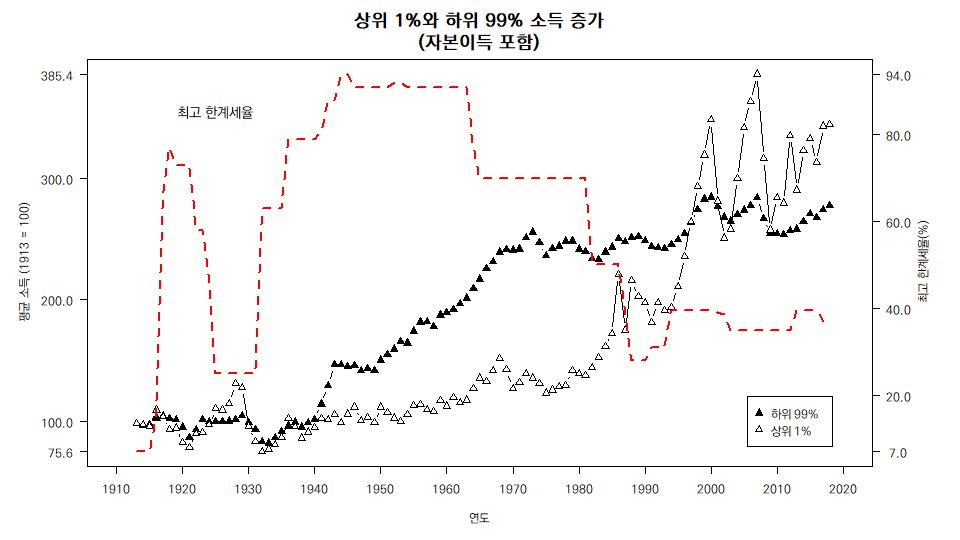 상위 1%와 하위 99% 소득 증가
(자본이득 포함)
385.4
300.0
200.0
100.0
75.6
평균 소득 (1913 = 100)
최고 한계세율
94.0
80.0
60.0
40.0
20.0
7.0
최고 한계세율(%)
하위 99%
상위 1%
1910 1920 1930 1940 1950 1960 1970 1980 1990 2000 2010 2020
연도